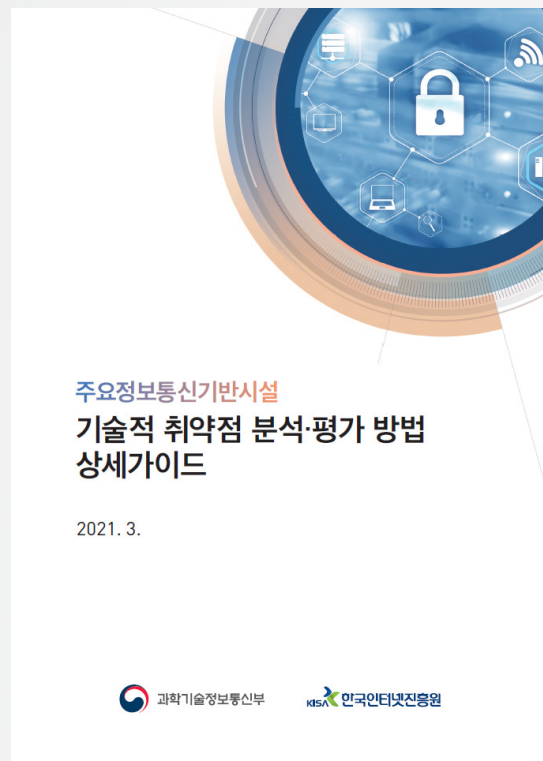 주요정보통신기반시설
기술적 취약점 분석·평가 방법
상세가이드
2021. 3.
과학기술정보통신부
KISA 한국인터넷진흥원